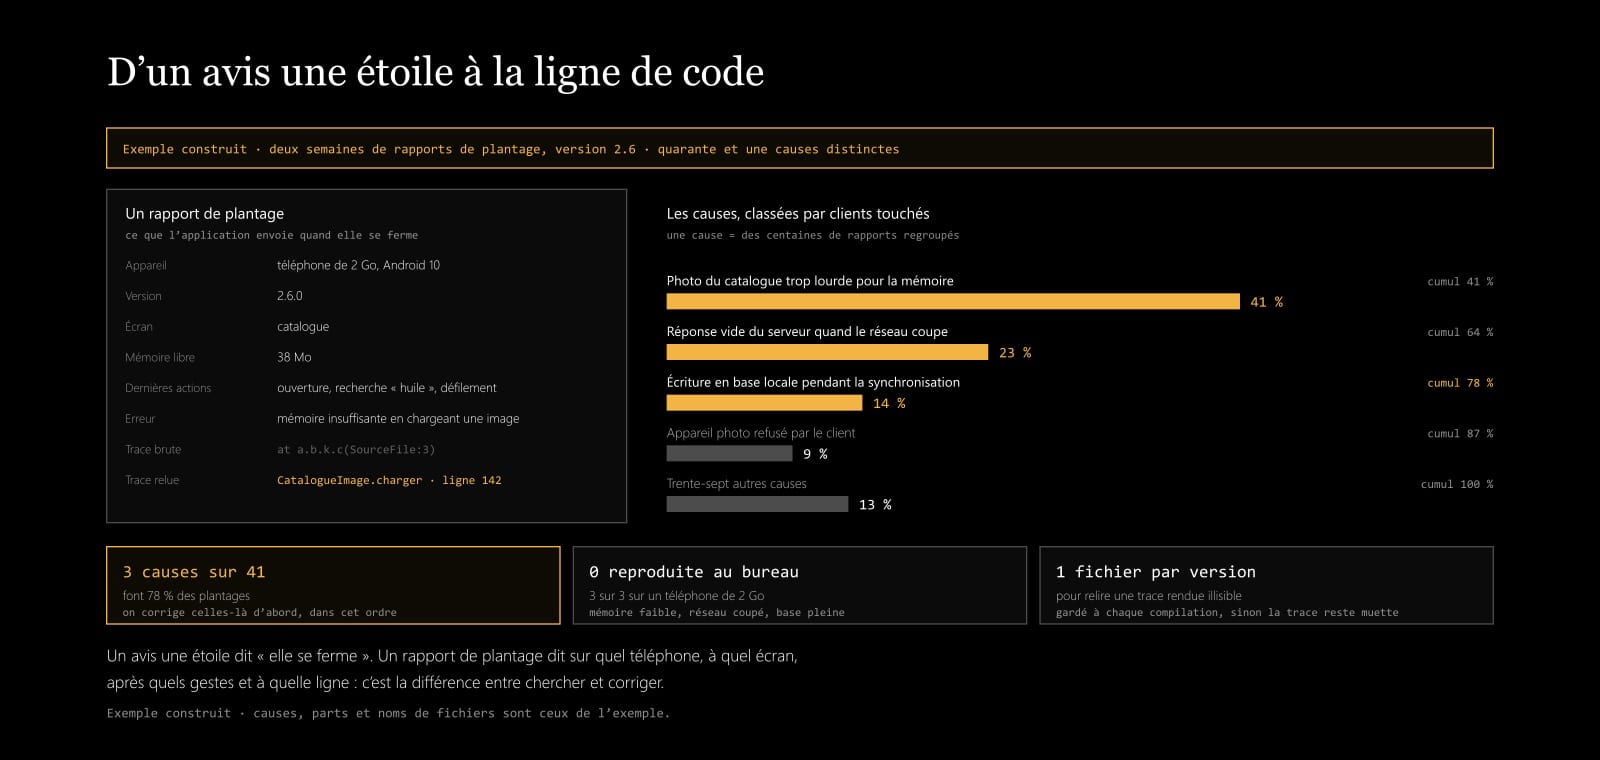 D’un avis une étoile à la ligne de code
Exemple construit · deux semaines de rapports de plantage, version 2.6 · quarante et une causes distinctes
Un rapport de plantage
ce que l’application envoie quand elle se ferme
Appareil téléphone de 2 Go, Android 10
Version 2.6.0
Écran catalogue
Mémoire libre 38 Mo
Dernières actions ouverture, recherche « huile », défilement
Erreur mémoire insuffisante en chargeant une image
Trace brute at a.b.k.c(SourceFile:3)
Trace relue CatalogueImage.charger · ligne 142
Les causes, classées par clients touchés
une cause = des centaines de rapports regroupés
Photo du catalogue trop lourde pour la mémoire cumul 41 %
41 %
Réponse vide du serveur quand le réseau coupe cumul 64 %
23 %
Écriture en base locale pendant la synchronisation cumul 78 %
14 %
Appareil photo refusé par le client cumul 87 %
9 %
Trente-sept autres causes cumul 100 %
13 %
3 causes sur 41
font 78 % des plantages
on corrige celles-là d’abord, dans cet ordre
0 reproduite au bureau
3 sur 3 sur un téléphone de 2 Go
mémoire faible, réseau coupé, base pleine
1 fichier par version
pour relire une trace rendue illisible
gardé à chaque compilation, sinon la trace reste muette
Un avis une étoile dit « elle se ferme ». Un rapport de plantage dit sur quel téléphone, à quel écran,
après quels gestes et à quelle ligne : c’est la différence entre chercher et corriger.
Exemple construit · causes, parts et noms de fichiers sont ceux de l’exemple.